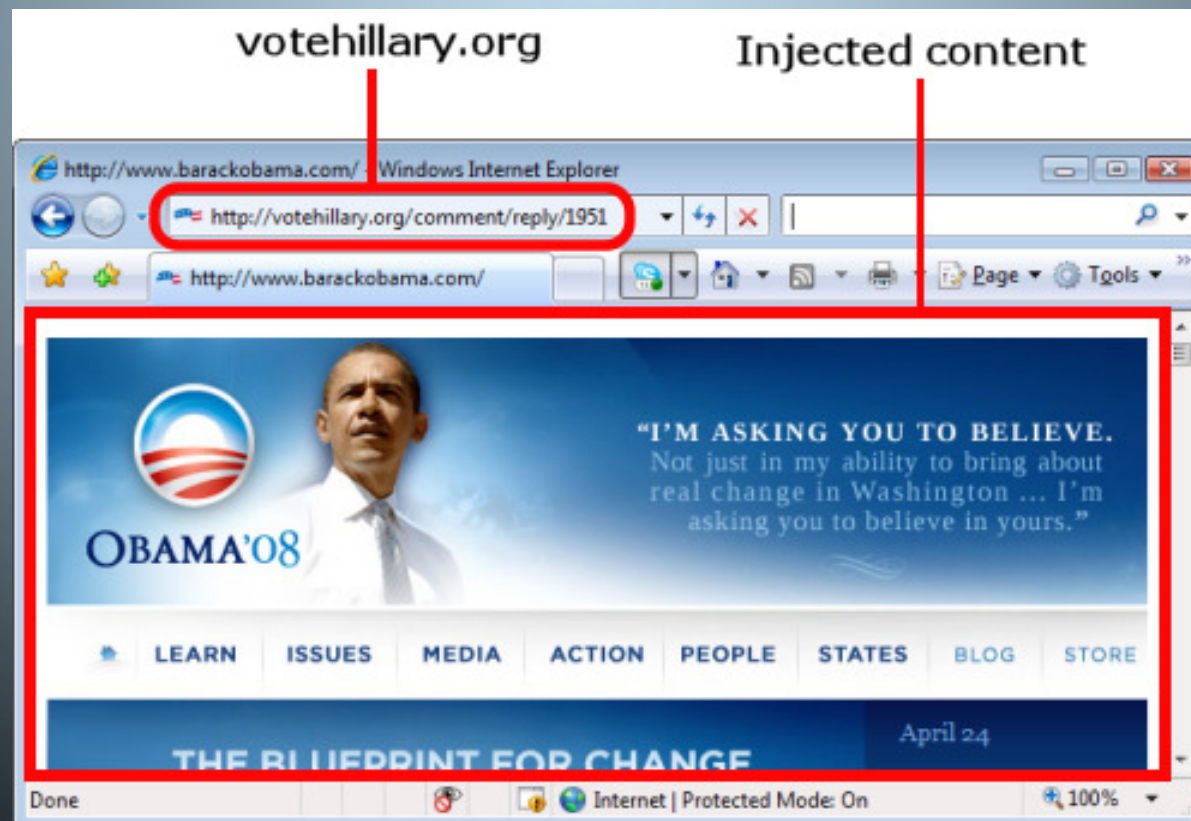 votehillary.org
Injected content
http://www.barackobama.com/ - Windows Internet Explorer
http://votehillary.org/comment/reply/1951
http://www.barackobama.com/
Page
Tools
"I'M ASKING YOU TO BELIEVE.
Not just in my ability to bring about
real change in Washington ... I'm
asking you to believe in yours."
OBAMA'08
LEARN ISSUES MEDIA ACTION PEOPLE STATES BLOG STORE
April 24
THE BLUEPRINT FOR CHANGE
Done
Internet | Protected Mode: On
100%